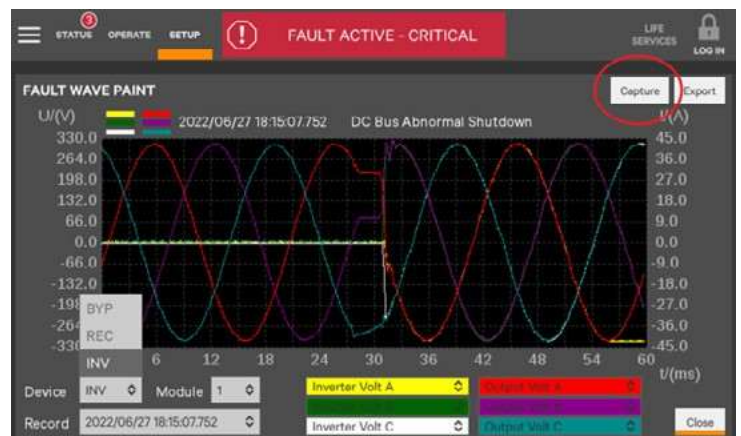 3
STATUS OPERATE SETUP
! FAULT ACTIVE - CRITICAL
LIFE
SERVICES
LOG IN
FAULT WAVE PAINT
Capture Export
U/(V) 2022/06/27 18:15:07.752 DC Bus Abnormal Shutdown I/(A)
330.0 45.0
264.0 36.0
198.0 27.0
132.0 18.0
66.0 9.0
0.0 0.0
-66.0 -9.0
-132.0 -18.0
-198 -27.0
-264 -36.0
-330 -45.0
BYP
REC
INV
6 12 18 24 30 36 42 48 54 60
t/(ms)
Device INV Module 1
Inverter Volt A Output Volt A
Record 2022/06/27 18:15:07.752
Inverter Volt C Output Volt C
Close